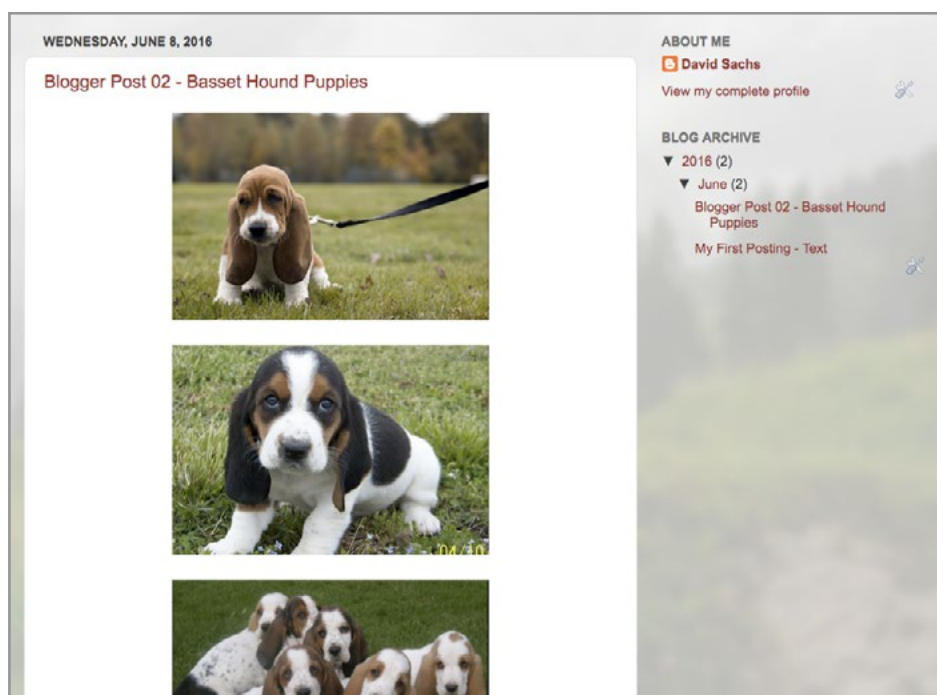 WEDNESDAY, JUNE 8, 2016
Blogger Post 02 - Basset Hound Puppies
ABOUT ME
David Sachs
View my complete profile
BLOG ARCHIVE
▼ 2016 (2)
▼ June (2)
Blogger Post 02 - Basset Hound
Puppies
My First Posting - Text